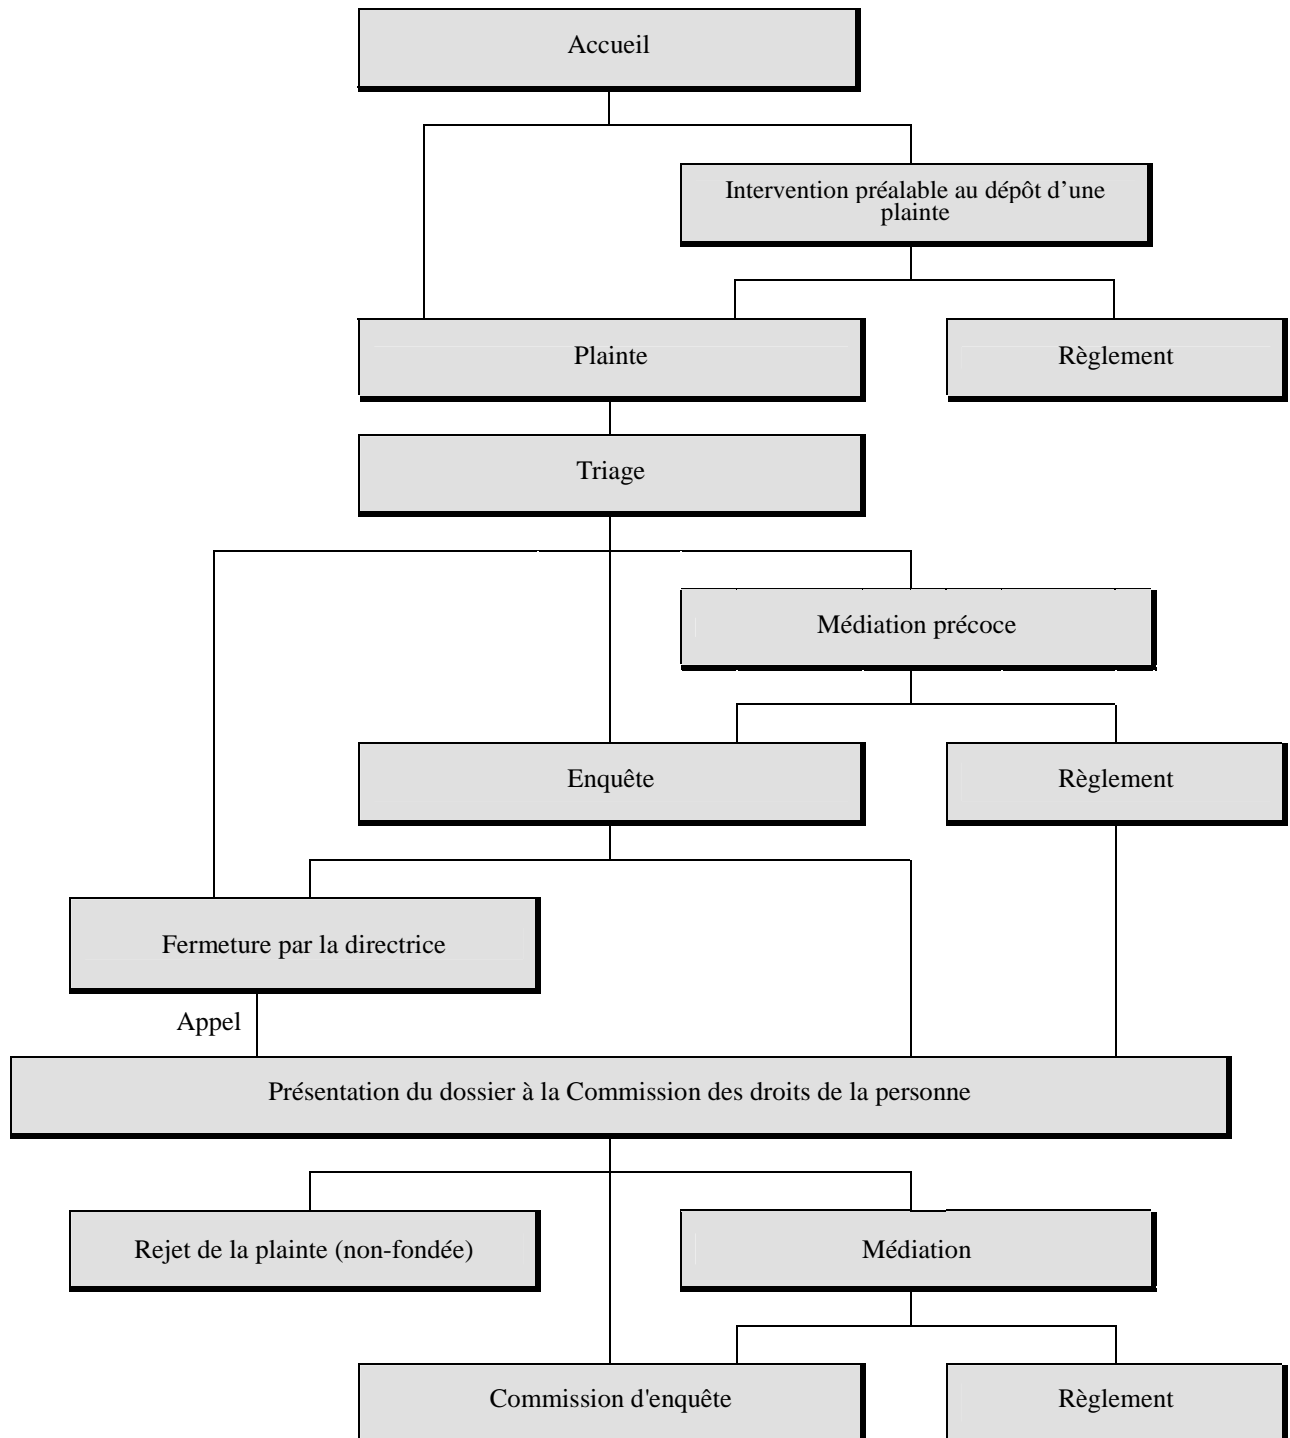 Accueil
Intervention préalable au dépôt d’une
plainte
Plainte
Règlement
Triage
Médiation précoce
Enquête
Règlement
Fermeture par la directrice
Appel
Présentation du dossier à la Commission des droits de la personne
Rejet de la plainte (non-fondée)
Médiation
Commission d'enquête
Règlement